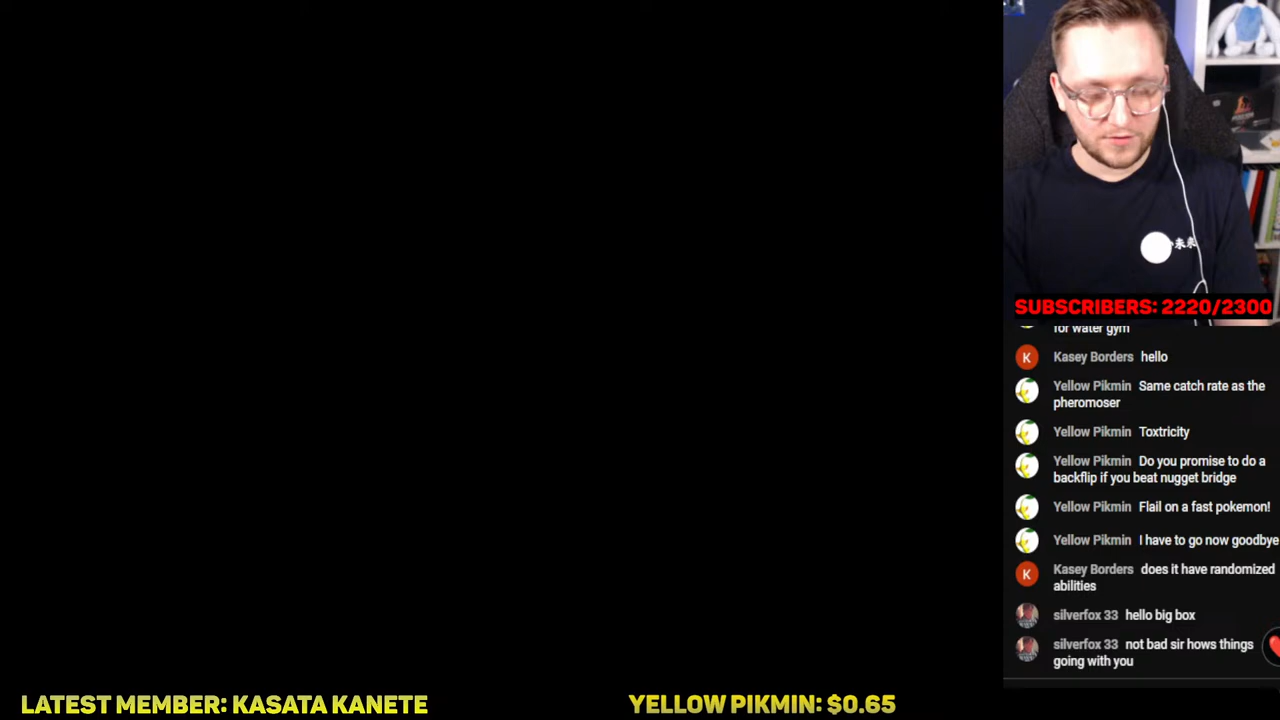 未来
SUBSCRIBERS: 2220/2300
for water gym
Kasey Borders hello
Yellow Pikmin Same catch rate as the
pheromoser
Yellow Pikmin Toxtricity
Yellow Pikmin Do you promise to do a
backflip if you beat nugget bridge
Yellow Pikmin Flail on a fast pokemon!
Yellow Pikmin I have to go now goodbye
Kasey Borders does it have randomized
abilities
silverfox 33 hello big box
silverfox 33 not bad sir hows things
going with you
LATEST MEMBER: KASATA KANETE
YELLOW PIKMIN: $0.65